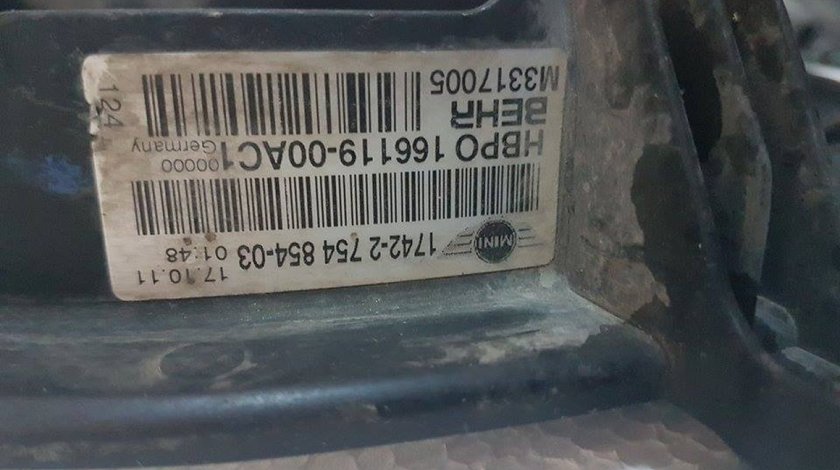 MINI 1742-2 754 854-03 17.10.11
01:48
HBPO 166119-00AC1 00000
Germany
BEHR
M3317005
124